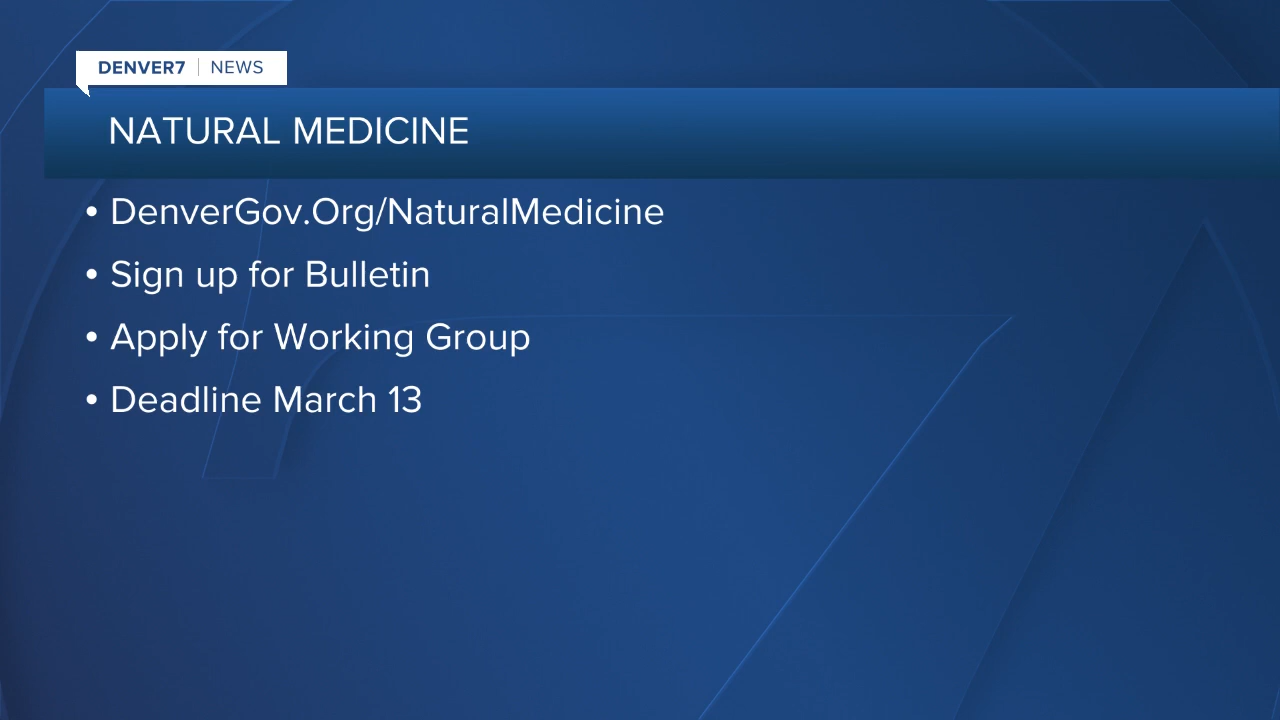 DENVER7 | NEWS
NATURAL MEDICINE
• DenverGov.Org/NaturalMedicine
• Sign up for Bulletin
• Apply for Working Group
• Deadline March 13